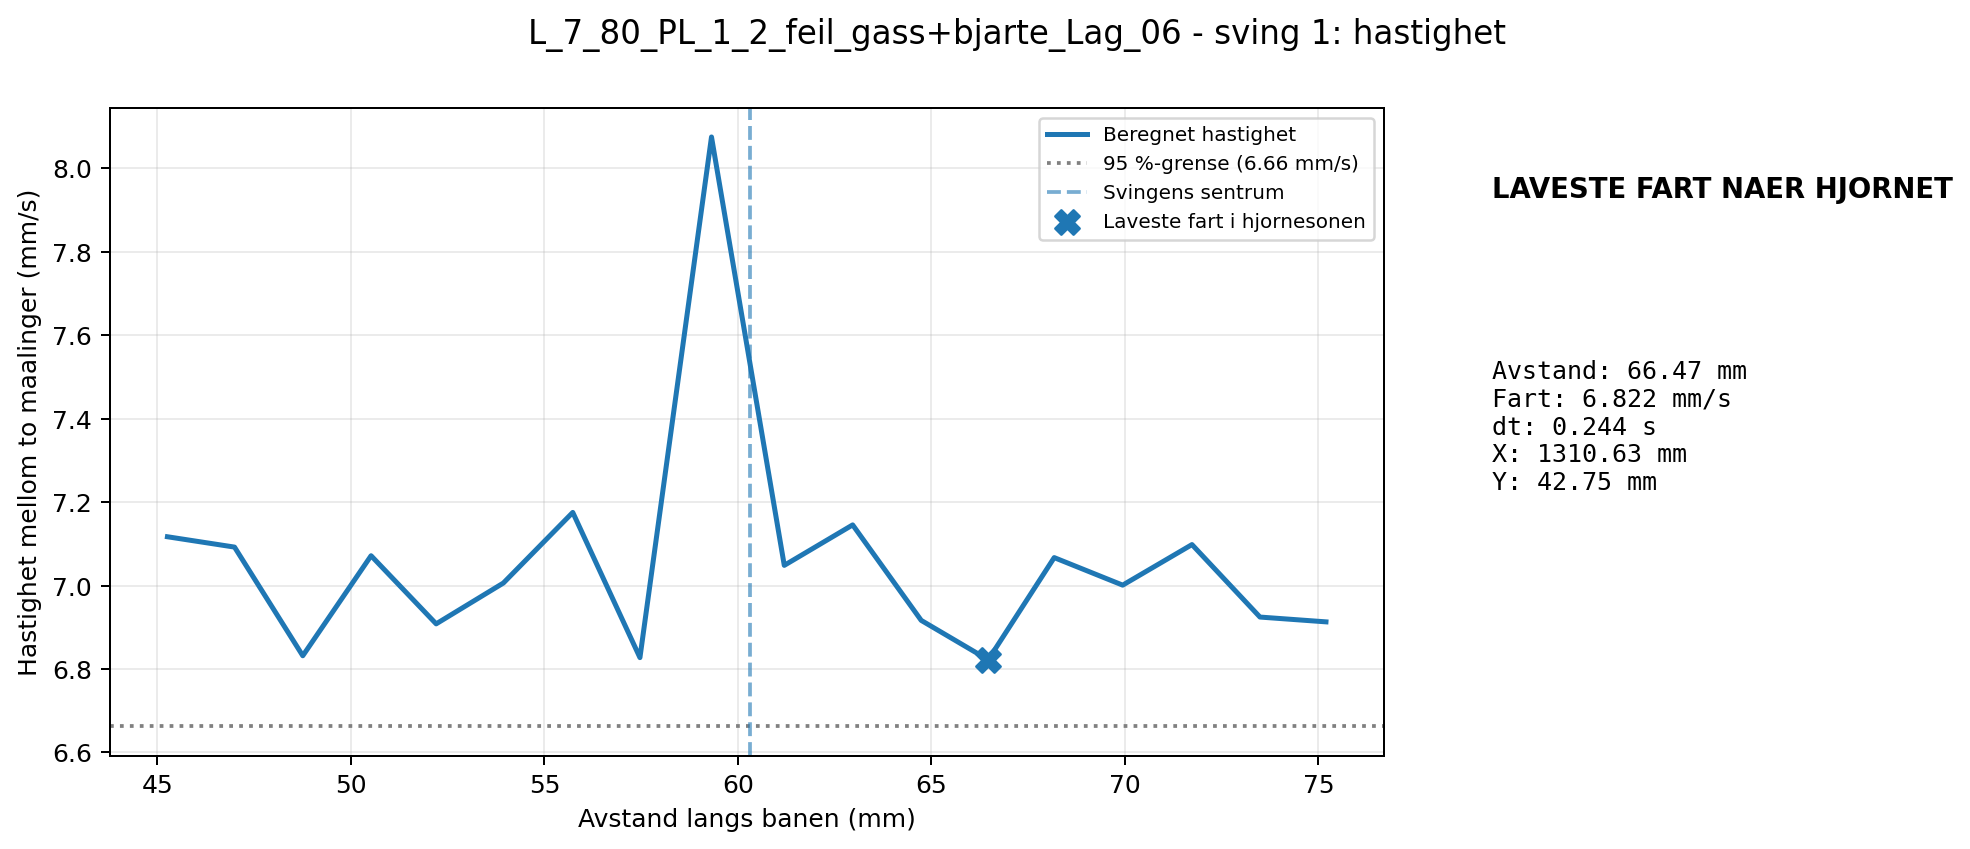 L_7_80_PL_1_2_feil_gass+bjarte_Lag_06 - sving 1: hastighet
Hastighet mellom to maalinger (mm/s)
8.0
7.8
7.6
7.4
7.2
7.0
6.8
6.6
Beregnet hastighet
95 %-grense (6.66 mm/s)
Svingens sentrum
Laveste fart i hjornesonen
45
50
55
60
65
70
75
Avstand langs banen (mm)
LAVESTE FART NAER HJORNET
Avstand: 66.47 mm
Fart: 6.822 mm/s
dt: 0.244 s
X: 1310.63 mm
Y: 42.75 mm